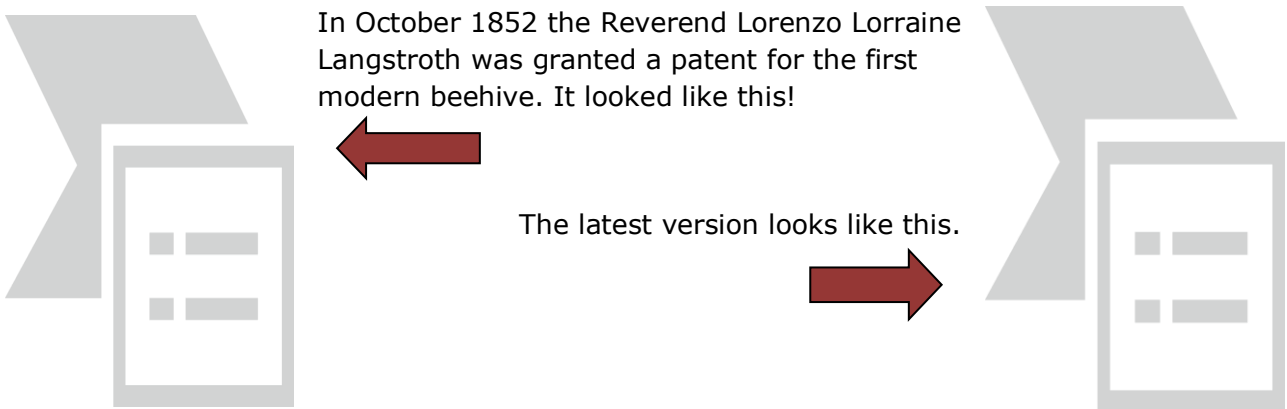 In October 1852 the Reverend Lorenzo Lorraine
Langstroth was granted a patent for the first
modern beehive. It looked like this!
The latest version looks like this.